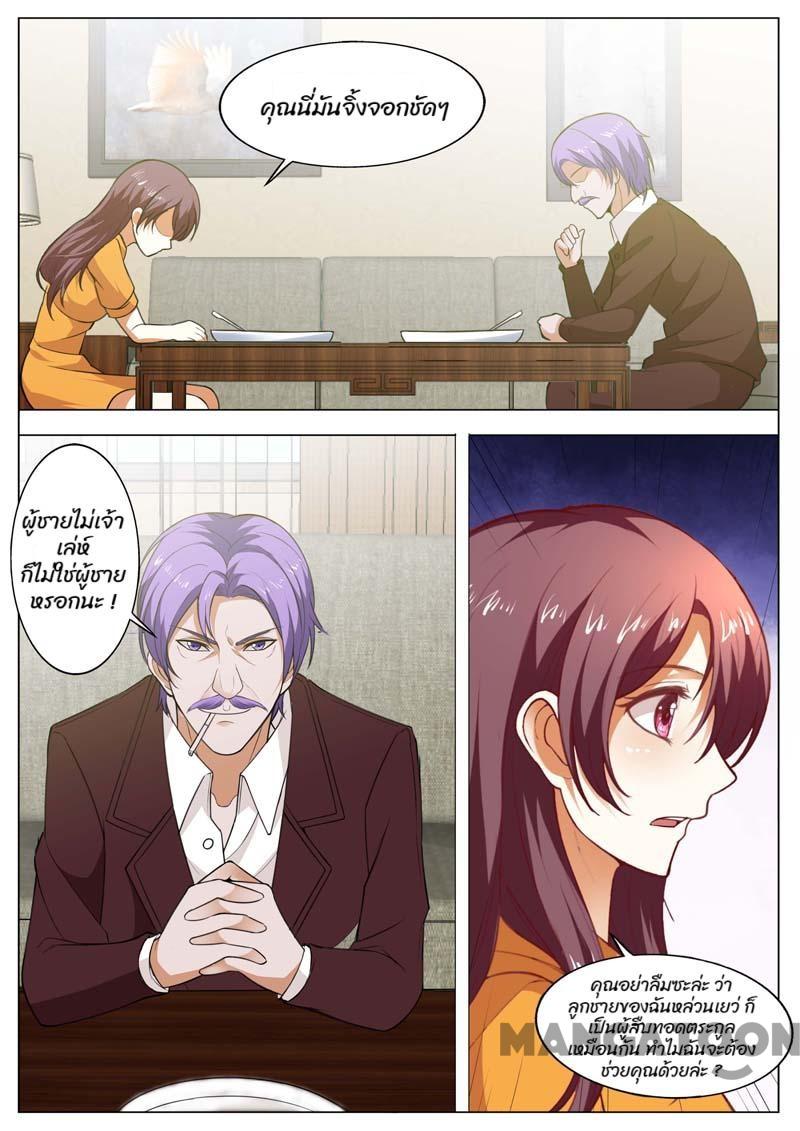 คุณนี่มันจิ้งจอกชัดๆ
ผู้ชายไม่เจ้า
เล่ห์
ก็ไม่ใช่ผู้ชาย
หรอกนะ !
คุณอย่าลืมซะล่ะ ว่า
ลูกชายของฉันหล่วนเยว่ ก็
เป็นผู้สืบทอดตระกูล
เหมือนกัน ทำไมฉันจะต้อง
ช่วยคุณด้วยล่ะ ?
MANGATOON